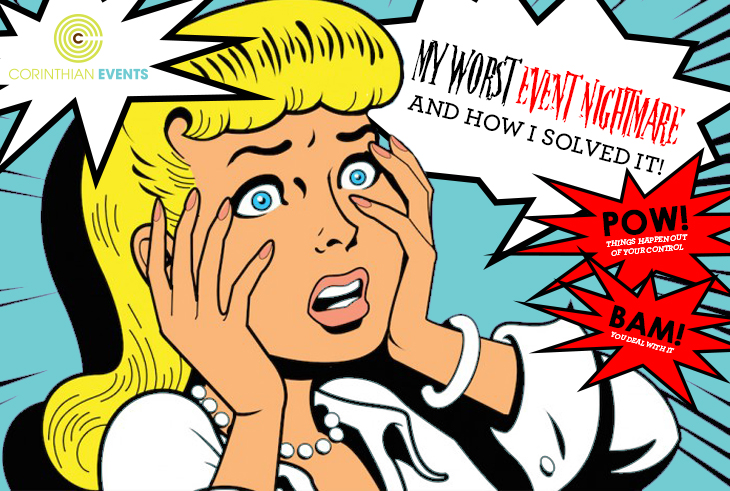 C
CORINTHIAN EVENTS
MY WORST EVENT NIGHTMARE
AND HOW I SOLVED IT!
POW!
THINGS HAPPEN OUT
OF YOUR CONTROL
BAM!
YOU DEAL WITH IT